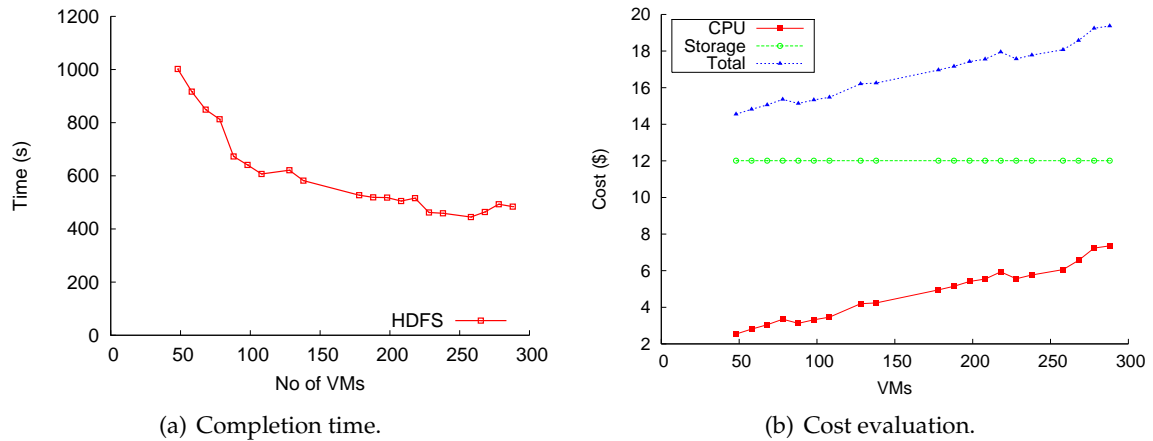 1200
1000
800
600
400
200
0
0 50 100 150 200 250 300
Time (s)
No of VMs
HDFS
(a) Completion time.
20
18
16
14
12
10
8
6
4
2
0 50 100 150 200 250 300
Cost ($)
VMs
CPU
Storage
Total
(b) Cost evaluation.